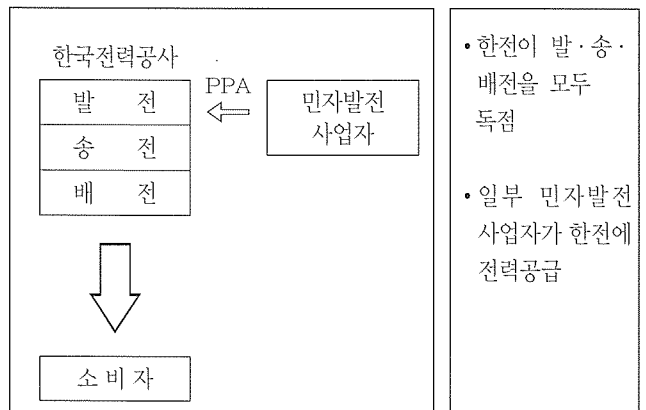 한국전력공사
발 전
송 전
배 전
PPA
민자발전
사업자
소 비 자
• 한전이 발·송·
배전을 모두
독점
• 일부 민자발전
사업자가 한전에
전력공급